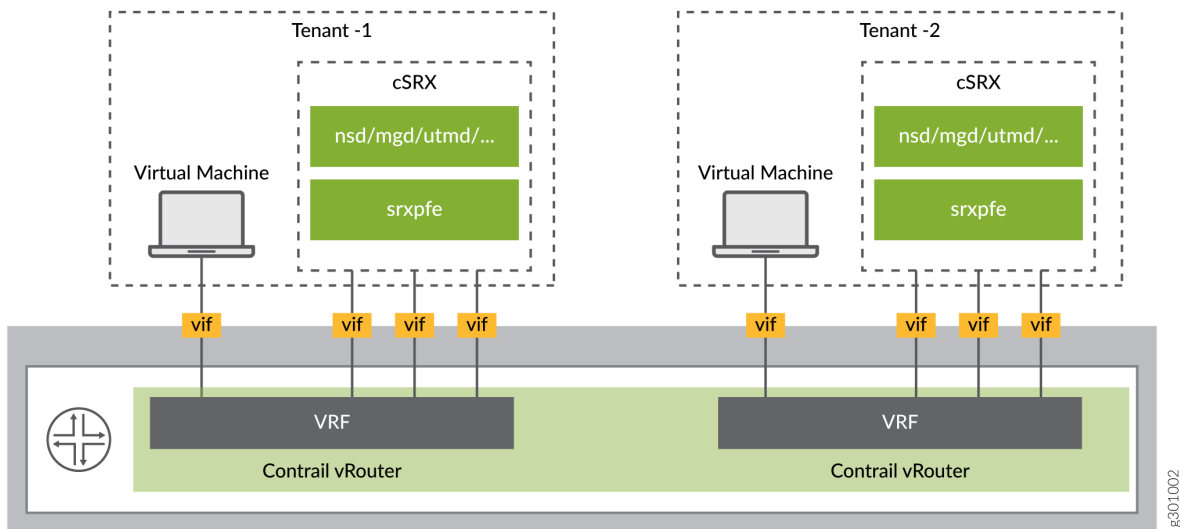 Tenant -1
cSRX
nsd/mgd/utmd/...
Virtual Machine
srxpfe
vif
vif
vif
vif
VRF
Contrail vRouter
Tenant -2
cSRX
nsd/mgd/utmd/...
Virtual Machine
srxpfe
vif
vif
vif
vif
VRF
Contrail vRouter
g301002